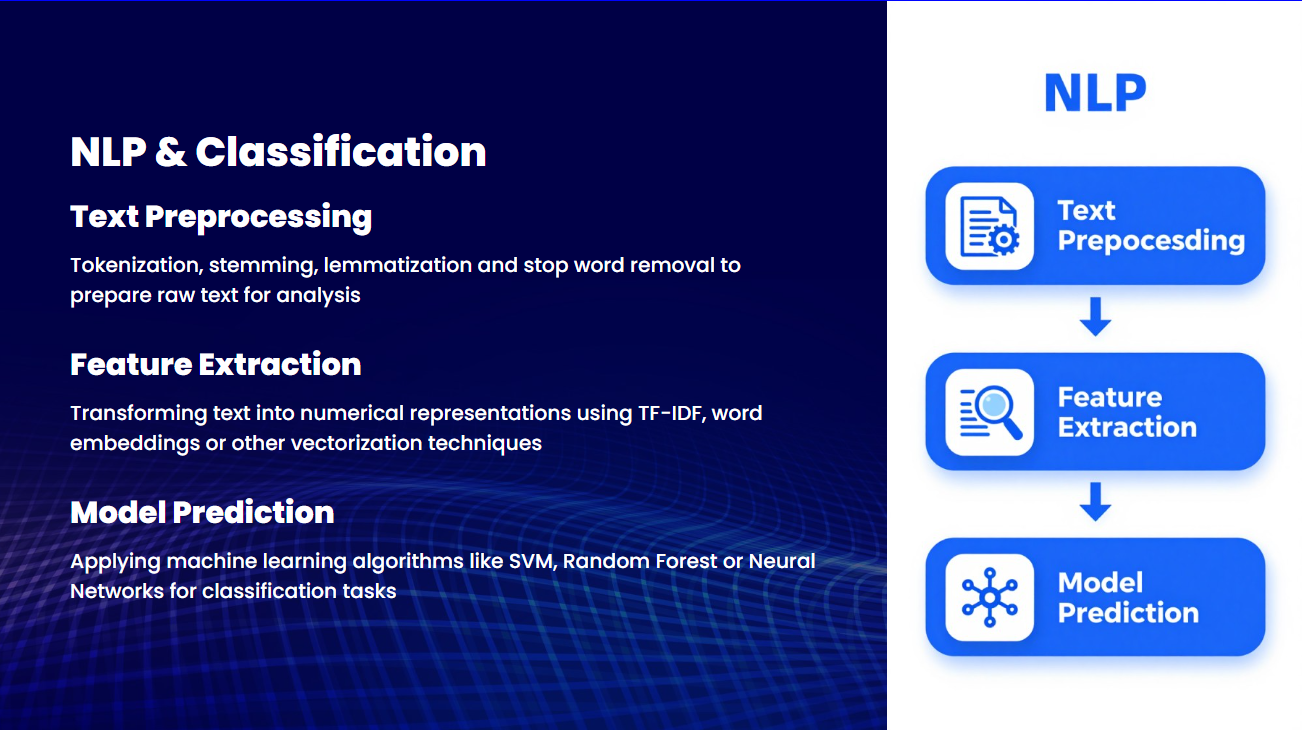 NLP & Classification
Text Preprocessing
Tokenization, stemming, lemmatization and stop word removal to
prepare raw text for analysis
Feature Extraction
Transforming text into numerical representations using TF-IDF, word
embeddings or other vectorization techniques
Model Prediction
Applying machine learning algorithms like SVM, Random Forest or Neural
Networks for classification tasks
NLP
Text
Prepocesding
Feature
Extraction
Model
Prediction